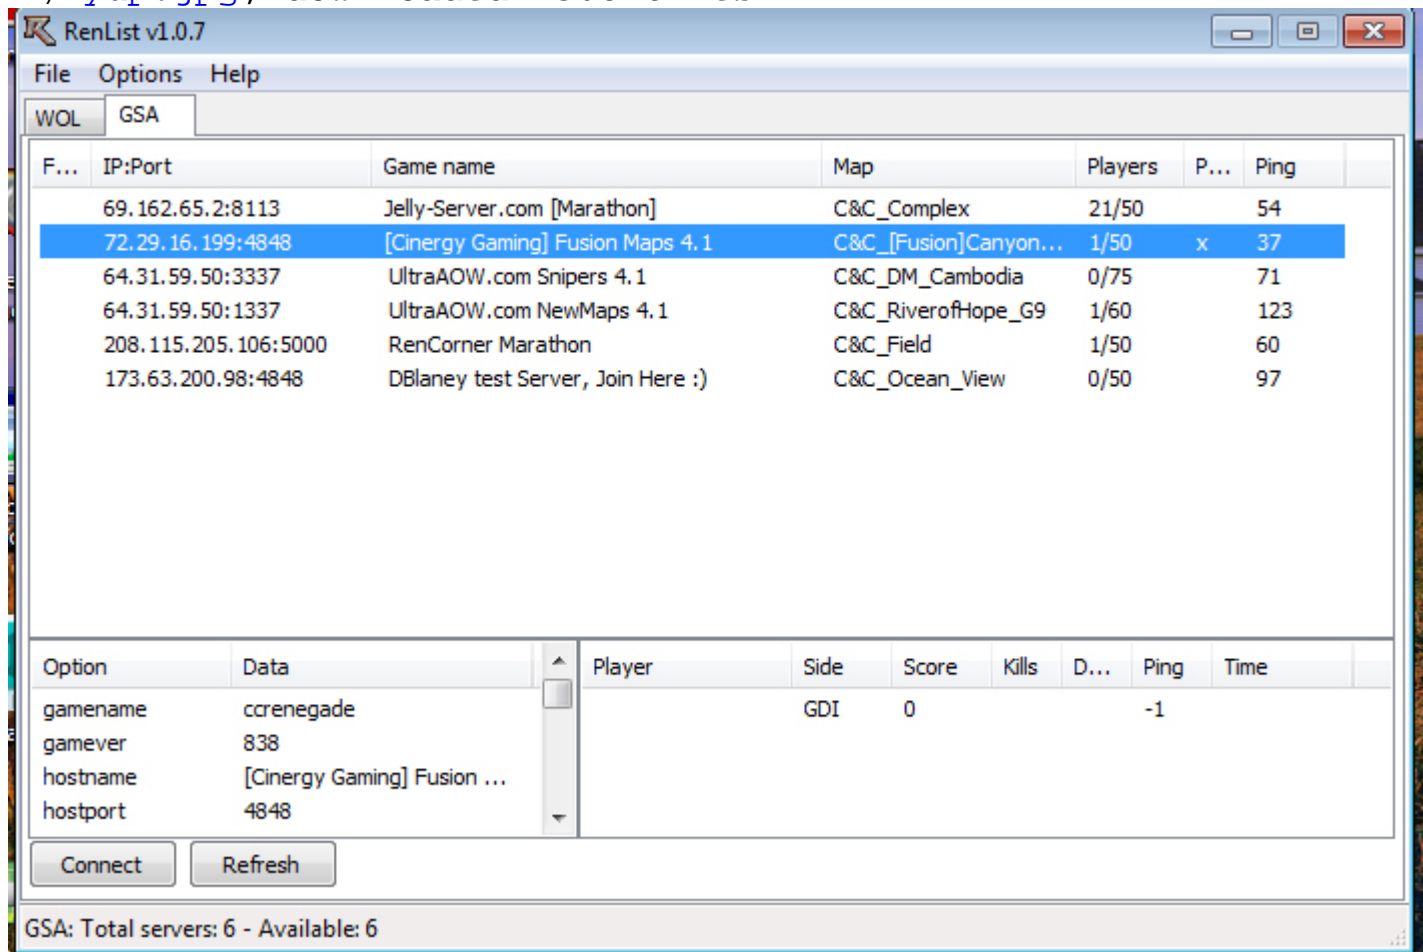 RenList v1.0.7
File Options Help
WOL GSA
F... IP:Port Game name Map Players P... Ping
69.162.65.2:8113 Jelly-Server.com [Marathon] C&C_Complex 21/50 54
72.29.16.199:4848 [Cinergy Gaming] Fusion Maps 4.1 C&C_[Fusion]Canyon... 1/50 x 37
64.31.59.50:3337 UltraAOW.com Snipers 4.1 C&C_DM_Cambodia 0/75 71
64.31.59.50:1337 UltraAOW.com NewMaps 4.1 C&C_RiverofHope_G9 1/60 123
208.115.205.106:5000 RenCorner Marathon C&C_Field 1/50 60
173.63.200.98:4848 DBlaney test Server, Join Here :) C&C_Ocean_View 0/50 97
Option Data Player Side Score Kills D... Ping Time
gamename ccrenegade GDI 0 -1
gamever 838
hostname [Cinergy Gaming] Fusion ...
hostport 4848
Connect Refresh
GSA: Total servers: 6 - Available: 6